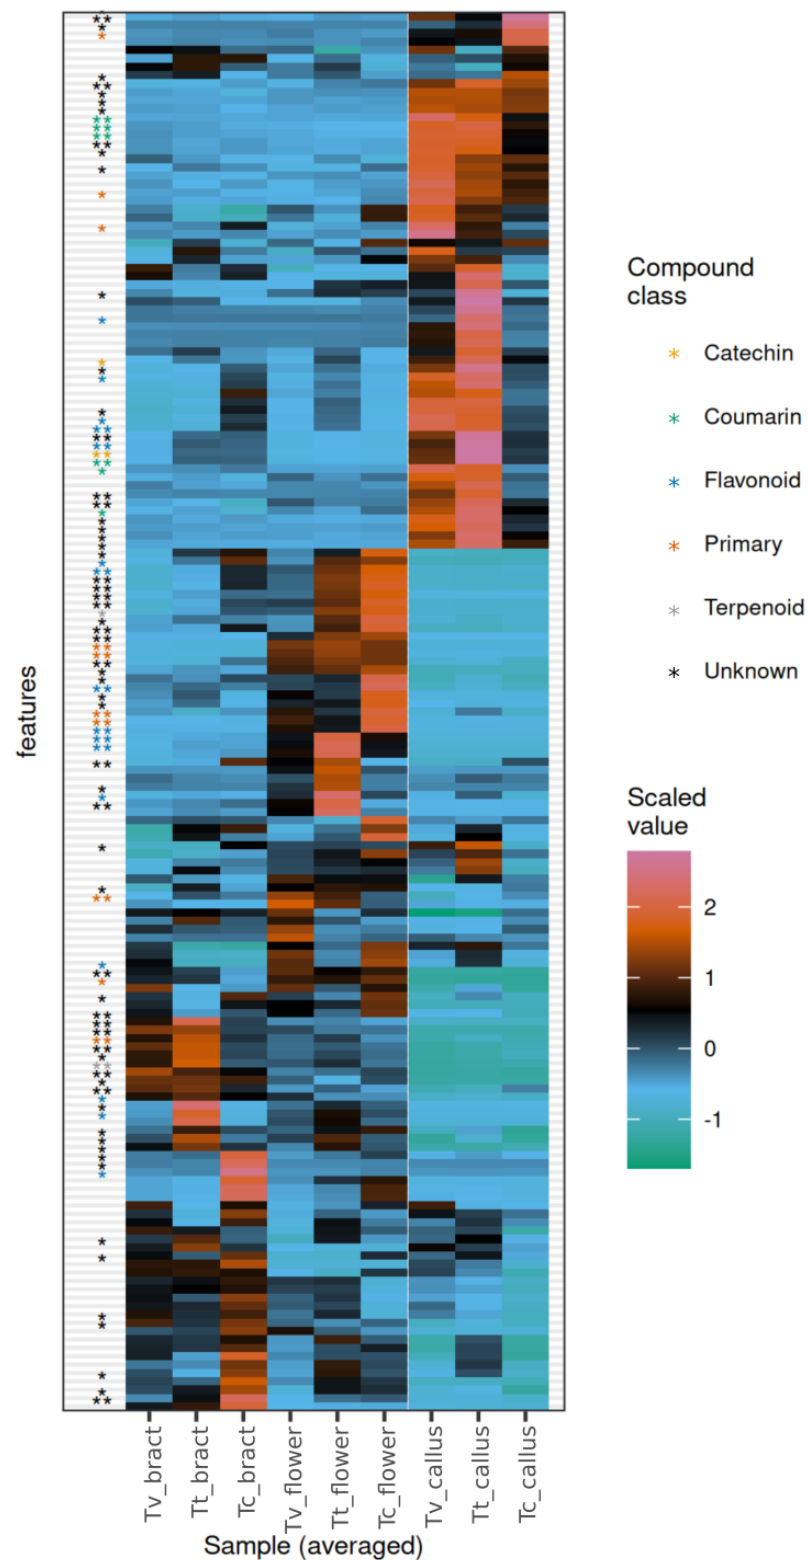 Compound
class
* Catechin
* Coumarin
* Flavonoid
* Primary
* Terpenoid
* Unknown
features
Scaled
value
2
1
0
-1
Tv_bract
Tt_bract
Tc_bract
Tv_flower
Tt_flower
Tc_flower
Tv_callus
Tt_callus
Tc_callus
Sample (averaged)